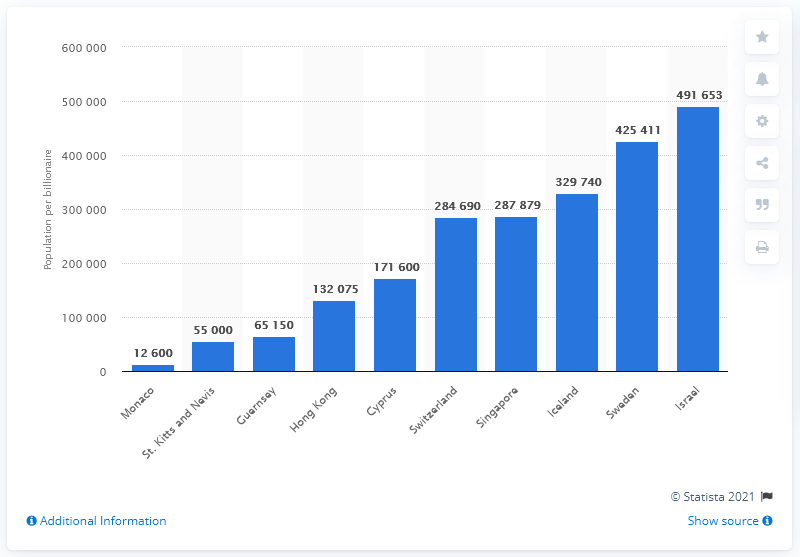 600 000
500 000
400 000
300 000
200 000
100 000
0
Population per billionaire
12 600
55 000
65 150
132 075
171 600
284 690
287 879
329 740
425 411
491 653
Monaco
St. Kitts and Nevis
Guernsey
Hong Kong
Cyprus
Switzerland
Singapore
Iceland
Sweden
Israel
© Statista 2021
Additional Information
Show source